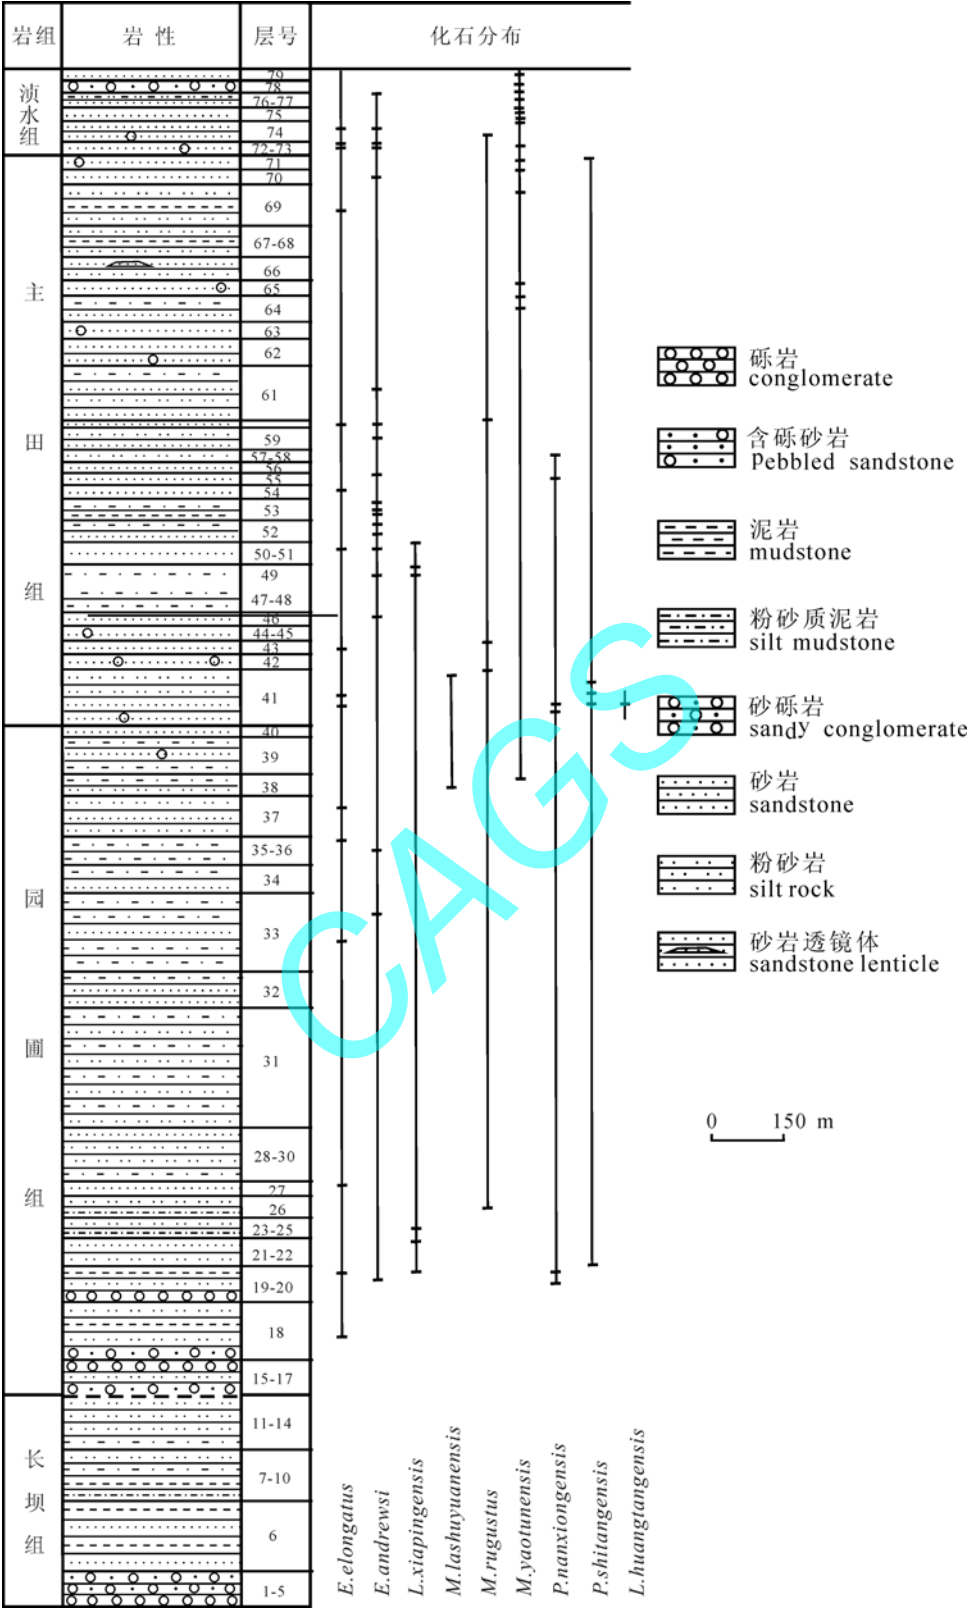 岩组 岩 性 层号 化石分布
浈水组
主田组
园圃组
长坝组
79
78
76-77
75
74
72-73
71
70
69
67-68
66
65
64
63
62
61
59
57-58
56
55
54
53
52
50-51
49
47-48
46
44-45
43
42
41
40
39
38
37
35-36
34
33
32
31
28-30
27
26
23-25
21-22
19-20
18
15-17
11-14
7-10
6
1-5
E.elongatus
E.andrewsi
L.xiapingensis
M.lashuyuanensis
M.rugustus
M.yaotunensis
P.nanxiongensis
P.shitangensis
L.huangtangensis
砾岩
conglomerate
含砾砂岩
Pebbled sandstone
泥岩
mudstone
粉砂质泥岩
silt mudstone
砂砾岩
sandy conglomerate
砂岩
sandstone
粉砂岩
silt rock
砂岩透镜体
sandstone lenticle
0 150 m
CAGS